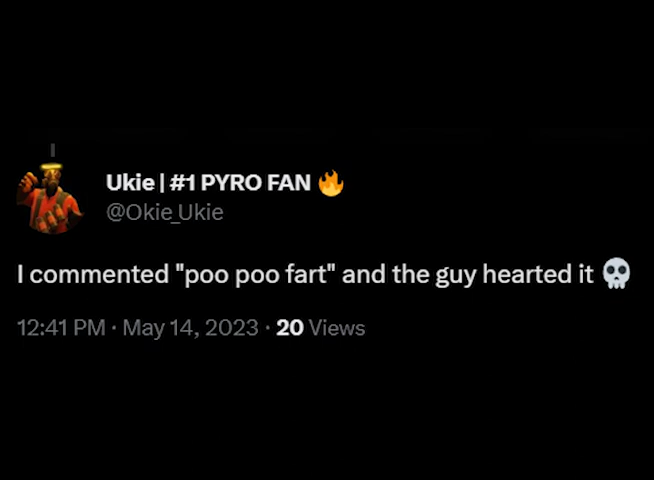 Ukie | #1 PYRO FAN 🔥
@Okie_Ukie
I commented "poo poo fart" and the guy hearted it 💀
12:41 PM · May 14, 2023 · 20 Views